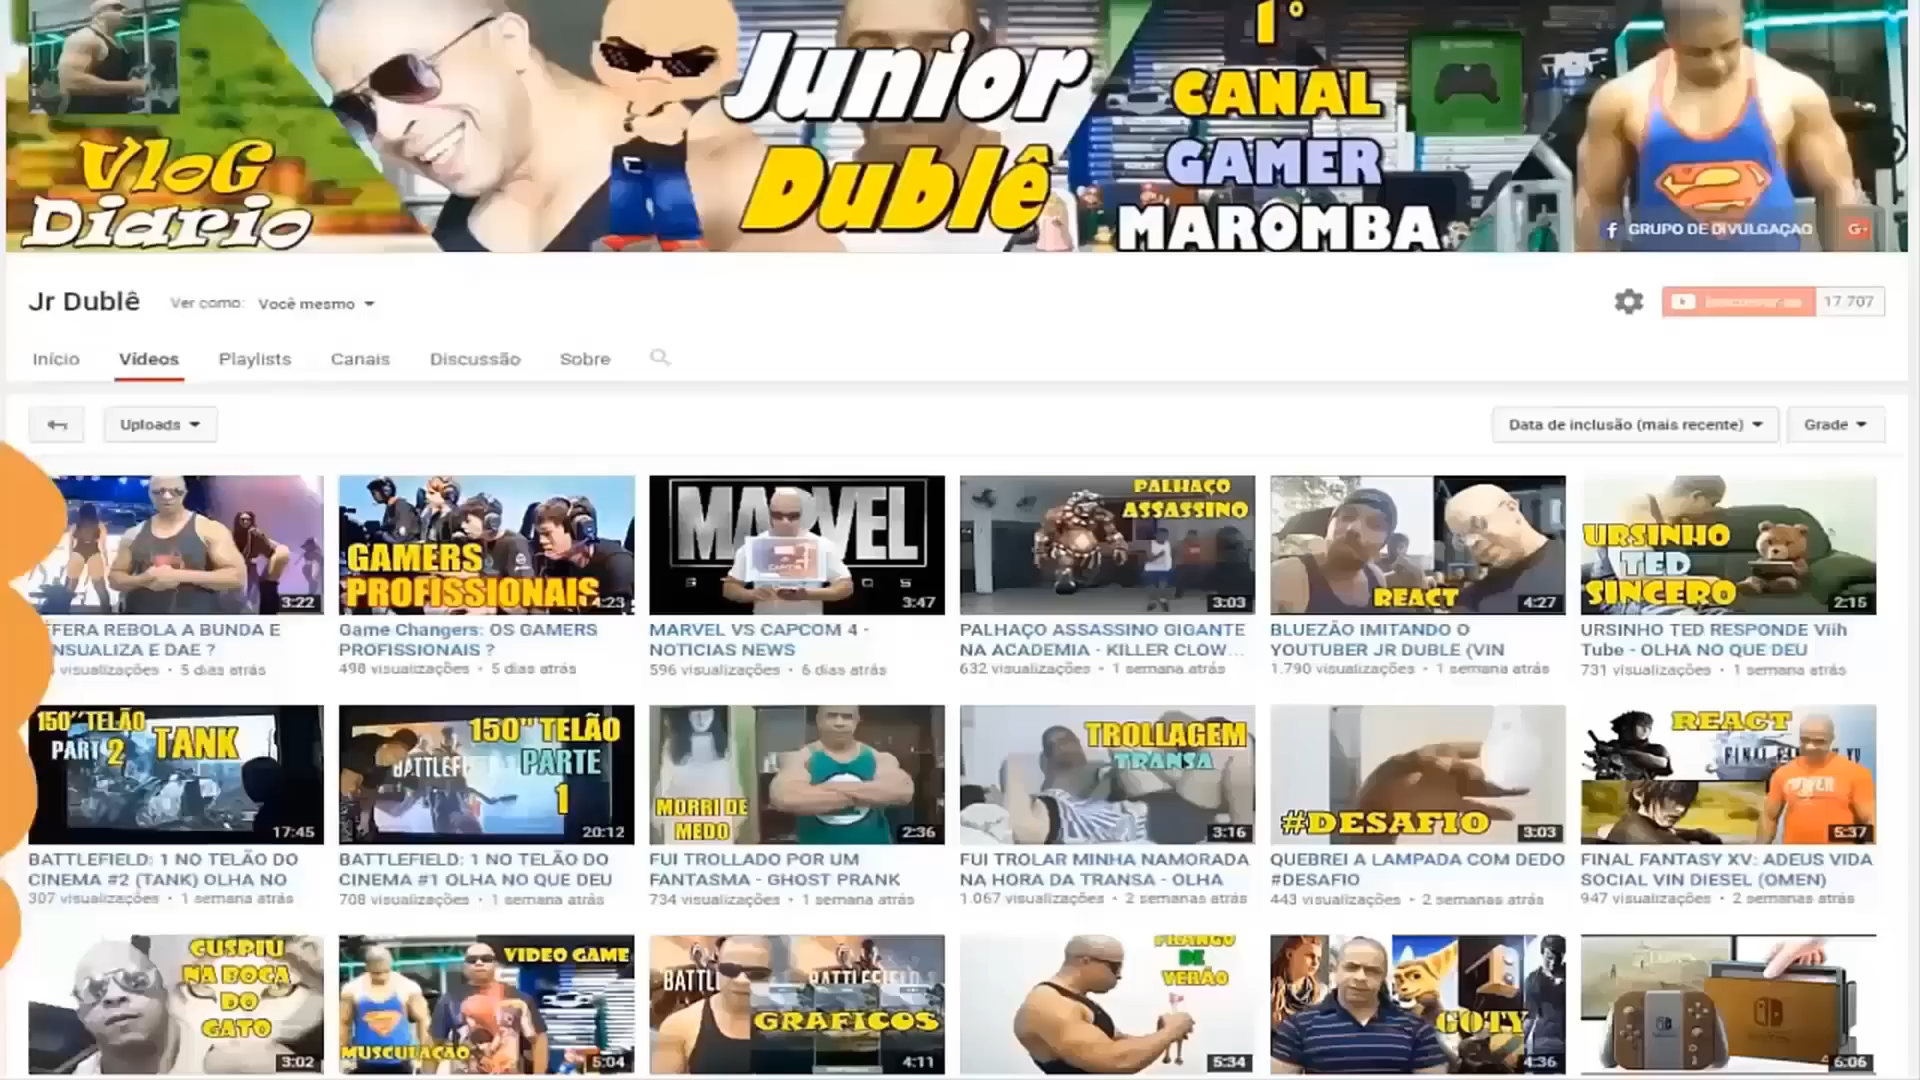 VloG
Diario
Junior
Dublê
1º
CANAL
GAMER
MAROMBA
f GRUPO DE DIVULGAÇÃO G+
Jr Dublê Ver como: Você mesmo
17.707
Início Vídeos Playlists Canais Discussão Sobre
Uploads
Data de inclusão (mais recente) Grade
3:22
GAMERS
PROFISSIONAIS
4:23
MARVEL
3:47
PALHAÇO
ASSASSINO
3:03
REACT
4:27
URSINHO
TED
SINCERO
2:15
FERA REBOLA A BUNDA E
NSUALIZA E DAE ?
visualizações • 5 dias atrás
Game Changers: OS GAMERS
PROFISSIONAIS ?
498 visualizações • 5 dias atrás
MARVEL VS CAPCOM 4 -
NOTICIAS NEWS
596 visualizações • 6 dias atrás
PALHAÇO ASSASSINO GIGANTE
NA ACADEMIA - KILLER CLOW...
632 visualizações • 1 semana atrás
BLUEZÃO IMITANDO O
YOUTUBER JR DUBLE (VIN
1.790 visualizações • 1 semana atrás
URSINHO TED RESPONDE Viih
Tube - OLHA NO QUE DEU
731 visualizações • 1 semana atrás
150" TELÃO
PART 2 TANK
17:45
150" TELÃO
BATTLEFI PARTE
1
20:12
MORRI DE
MEDO
2:36
TROLLAGEM
TRANSA
3:16
#DESAFIO
3:03
REACT
FINAL FANTASY XV
POWER
5:37
BATTLEFIELD: 1 NO TELÃO DO
CINEMA #2 (TANK) OLHA NO
307 visualizações • 1 semana atrás
BATTLEFIELD: 1 NO TELÃO DO
CINEMA #1 OLHA NO QUE DEU
708 visualizações • 1 semana atrás
FUI TROLLADO POR UM
FANTASMA - GHOST PRANK
734 visualizações • 1 semana atrás
FUI TROLAR MINHA NAMORADA
NA HORA DA TRANSA - OLHA
1.067 visualizações • 2 semanas atrás
QUEBREI A LAMPADA COM DEDO
#DESAFIO
443 visualizações • 2 semanas atrás
FINAL FANTASY XV: ADEUS VIDA
SOCIAL VIN DIESEL (OMEN)
947 visualizações • 2 semanas atrás
CUSPIU
NA BOCA
DO
GATO
3:02
VIDEO GAME
MUSCULAÇÃO
5:04
BATTL BATTLEFIELD
GRAFICOS
4:11
FRANGO
DE
VERÃO
5:34
GOTY
4:36
6:06